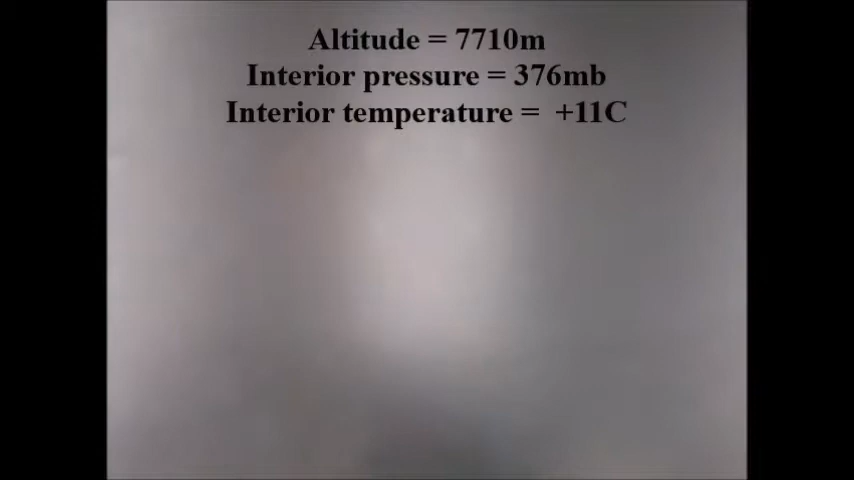 Altitude = 7710m
Interior pressure = 376mb
Interior temperature =  +11C